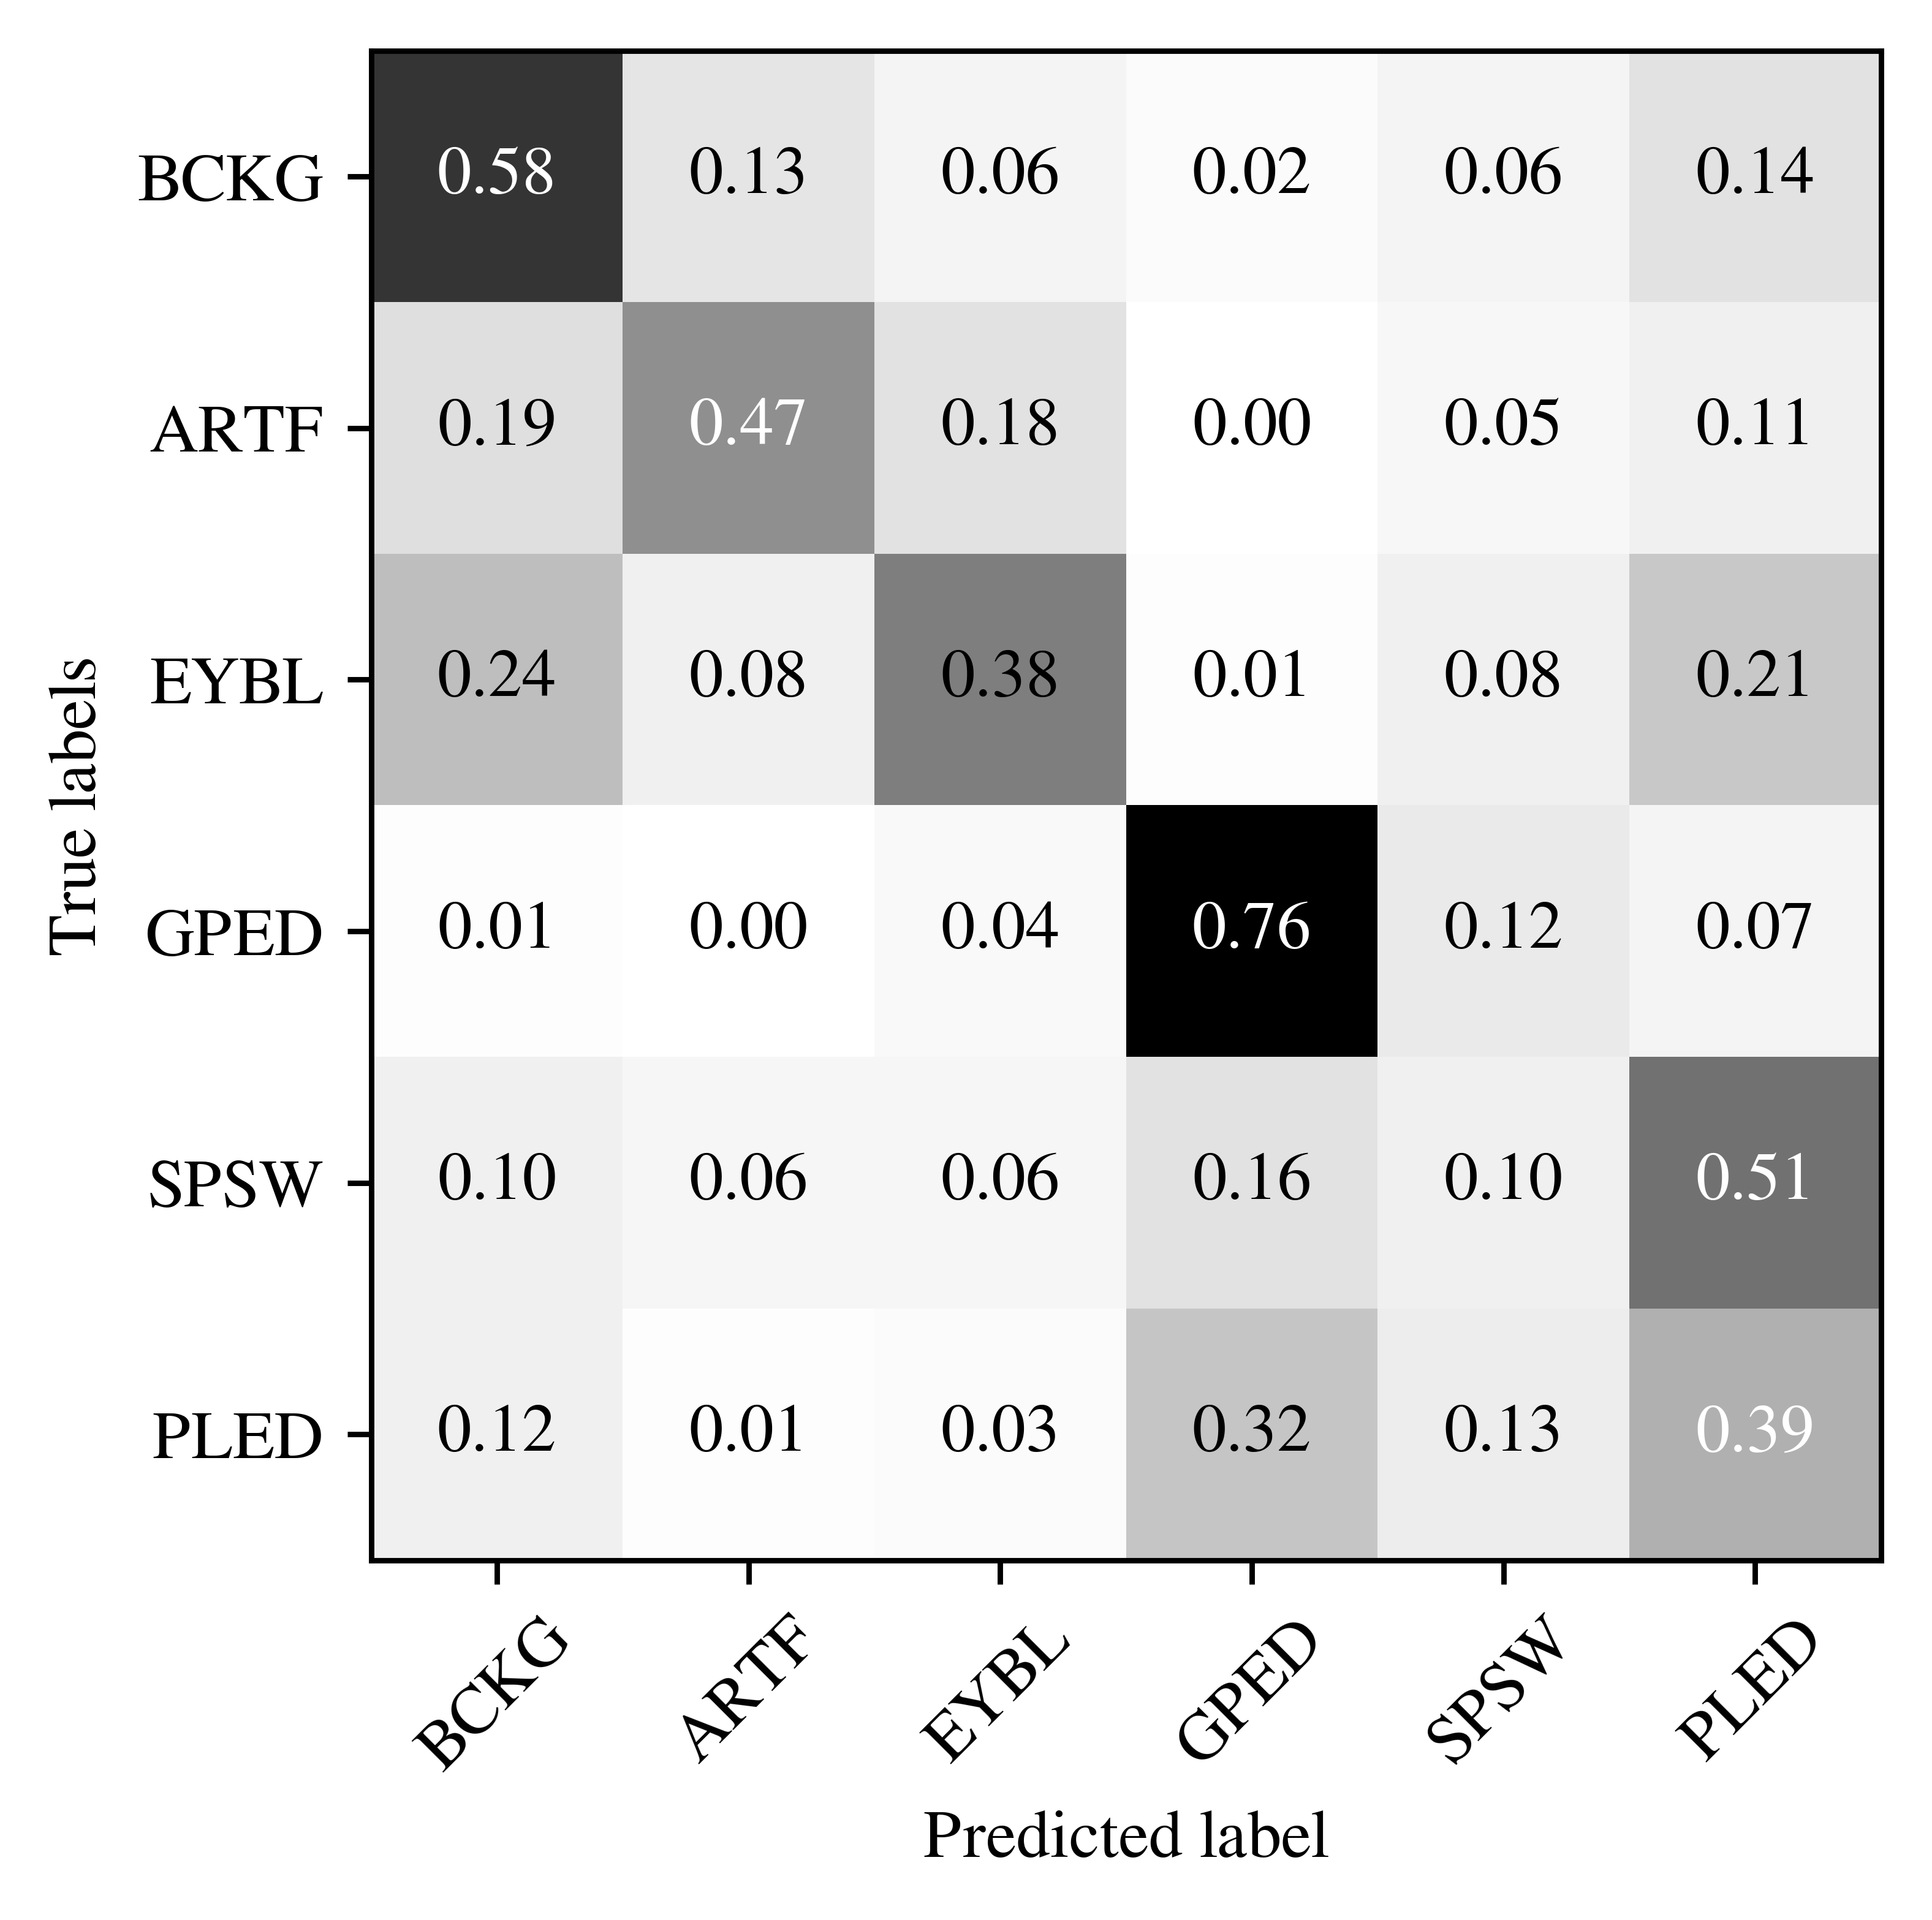 BCKG 0.58 0.13 0.06 0.02 0.06 0.14
ARTF 0.19 0.47 0.18 0.00 0.05 0.11
EYBL 0.24 0.08 0.38 0.01 0.08 0.21
GPED 0.01 0.00 0.04 0.76 0.12 0.07
SPSW 0.10 0.06 0.06 0.16 0.10 0.51
PLED 0.12 0.01 0.03 0.32 0.13 0.39
True labels
BCKG ARTF EYBL GPED SPSW PLED
Predicted label